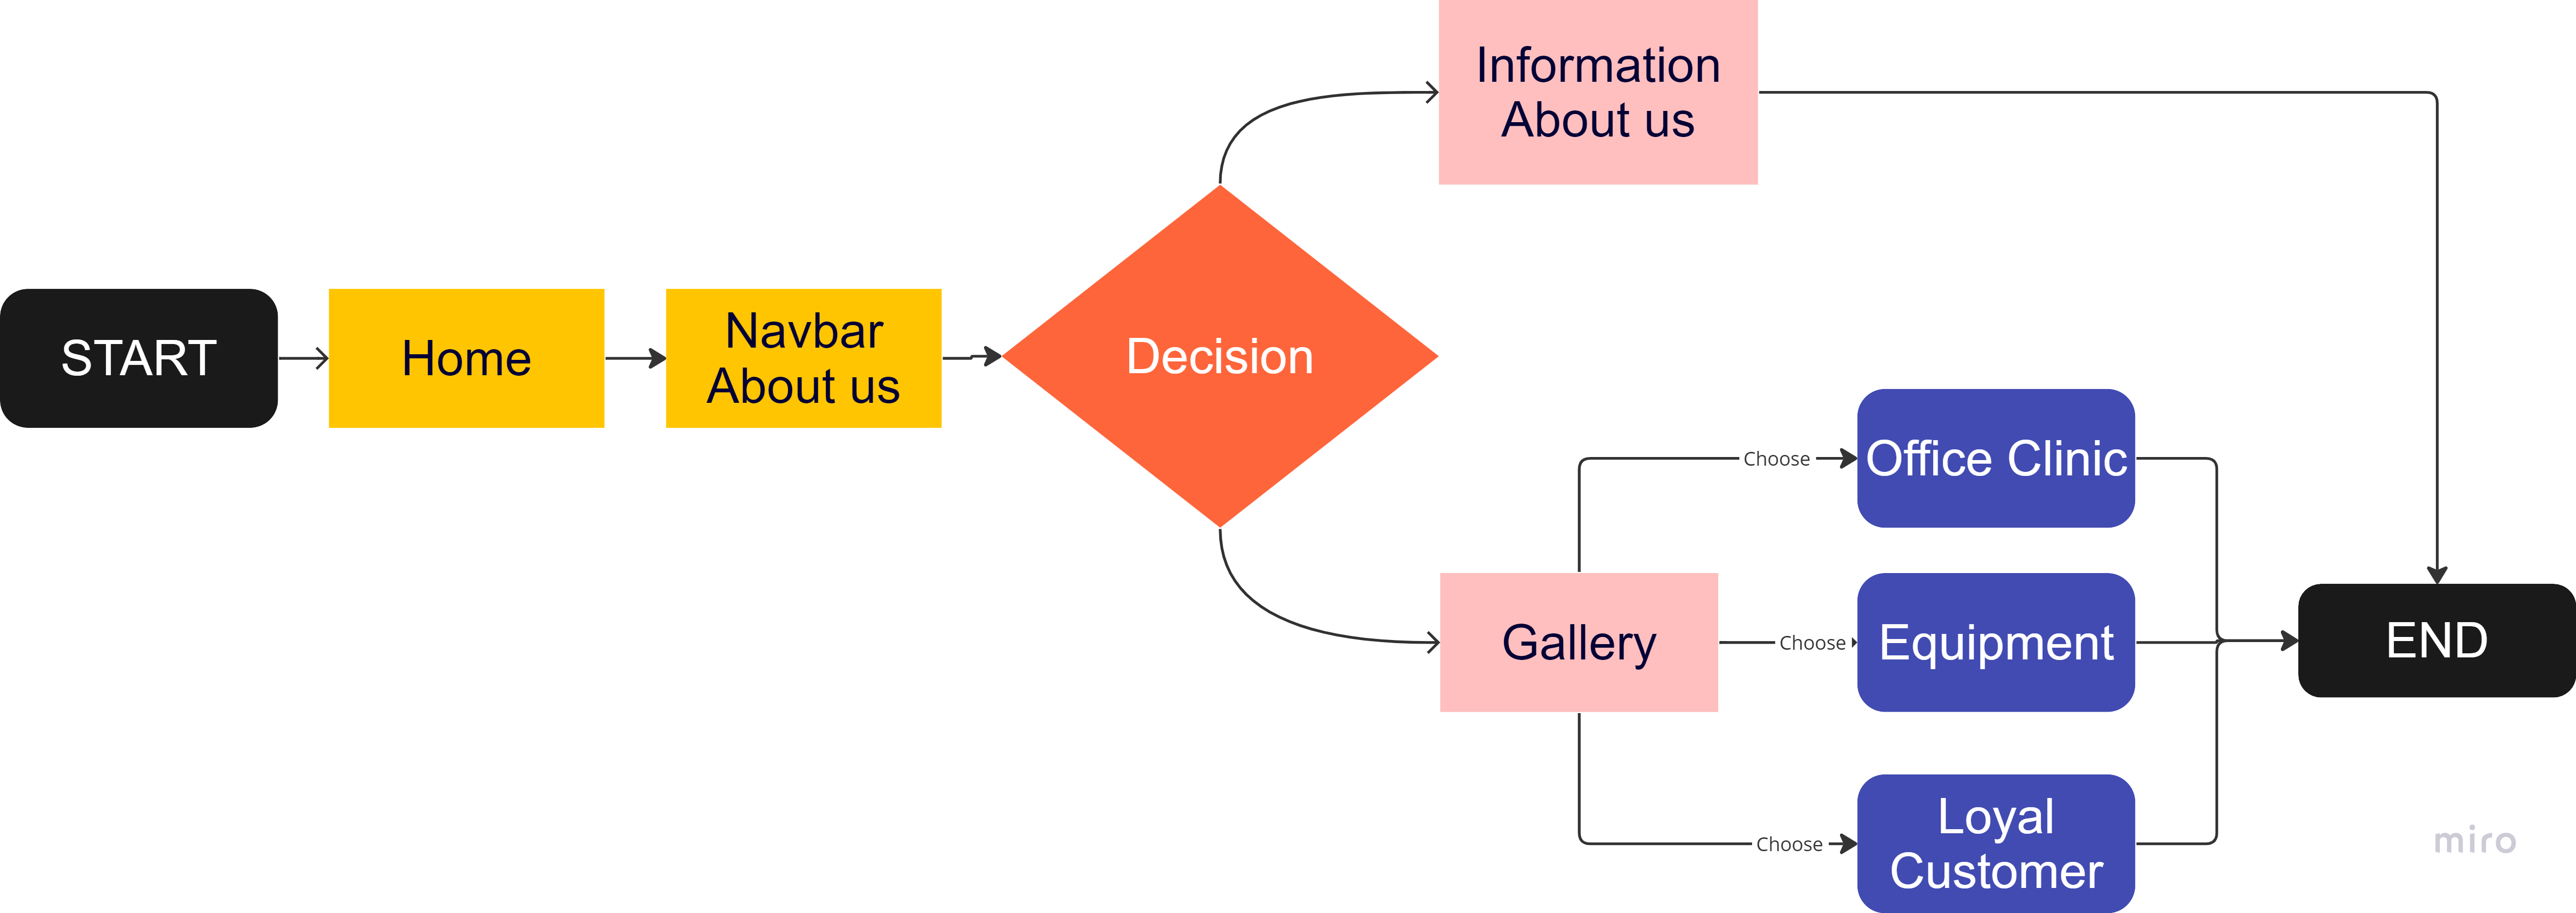 START
Home
Navbar
About us
Decision
Information
About us
Gallery
Choose
Office Clinic
Choose
Equipment
Choose
Loyal
Customer
END
miro